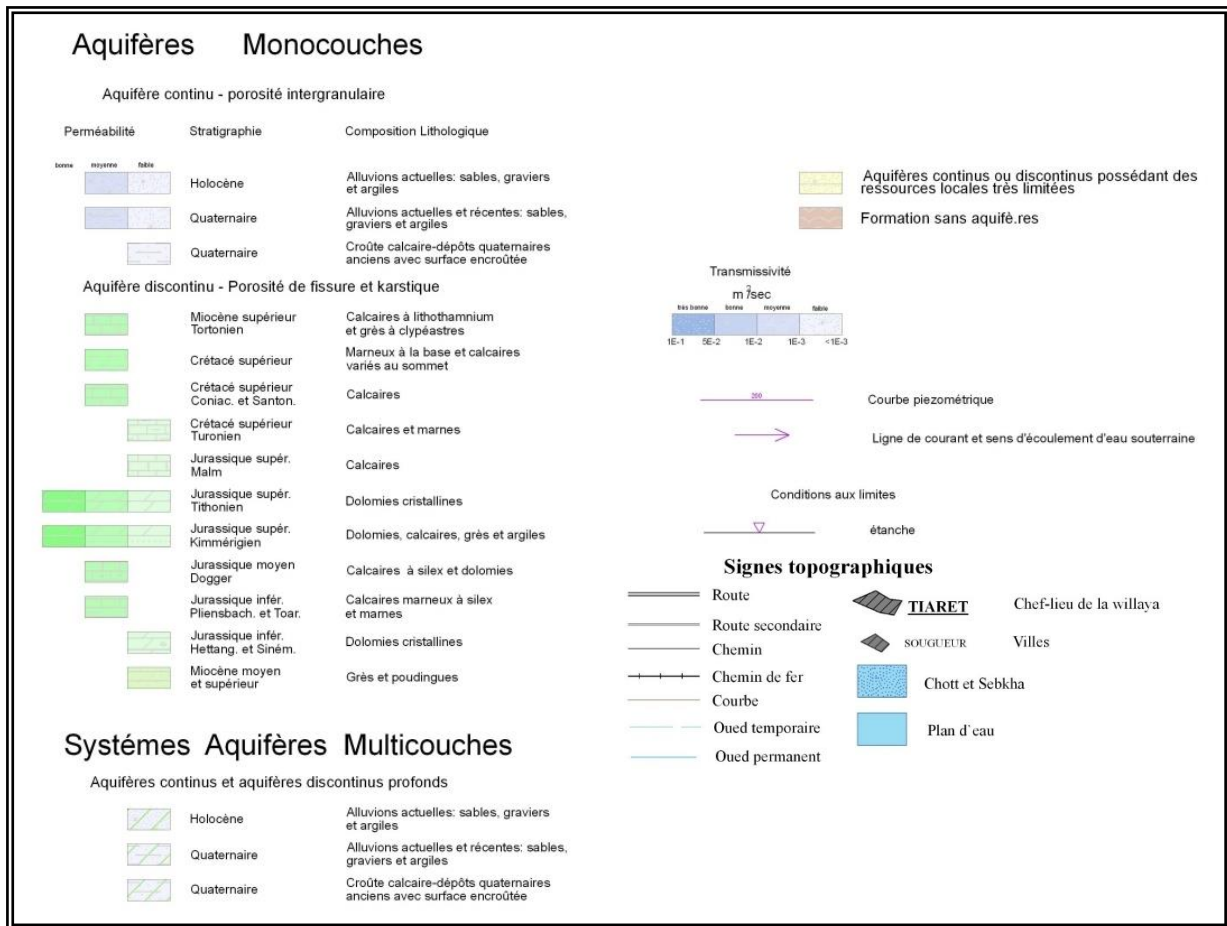 Aquifères Monocouches
Aquifère continu - porosité intergranulaire
Perméabilité Stratigraphie Composition Lithologique
bonne moyenne faible
Holocène
Alluvions actuelles: sables, graviers
et argiles
Quaternaire
Alluvions actuelles et récentes: sables,
graviers et argiles
Quaternaire
Croûte calcaire-dépôts quaternaires
anciens avec surface encroûtée
Aquifère discontinu - Porosité de fissure et karstique
Miocène supérieur
Tortonien
Calcaires à lithothamnium
et grès à clypéastres
Crétacé supérieur
Marneux à la base et calcaires
variés au sommet
Crétacé supérieur
Coniac. et Santon.
Calcaires
Crétacé supérieur
Turonien
Calcaires et marnes
Jurassique supér.
Malm
Calcaires
Jurassique supér.
Tithonien
Dolomies cristallines
Jurassique supér.
Kimmérigien
Dolomies, calcaires, grès et argiles
Jurassique moyen
Dogger
Calcaires à silex et dolomies
Jurassique infér.
Pliensbach. et Toar.
Calcaires marneux à silex
et marnes
Jurassique infér.
Hettang. et Siném.
Dolomies cristallines
Miocène moyen
et supérieur
Grès et poudingues
Systémes Aquifères Multicouches
Aquifères continus et aquifères discontinus profonds
Holocène
Alluvions actuelles: sables, graviers
et argiles
Quaternaire
Alluvions actuelles et récentes: sables,
graviers et argiles
Quaternaire
Croûte calcaire-dépôts quaternaires
anciens avec surface encroûtée
Aquifères continus ou discontinus possédant des
ressources locales très limitées
Formation sans aquifè.res
Transmissivité
m²/sec
très bonne bonne moyenne faible
1E-1 5E-2 1E-2 1E-3 <1E-3
200
Courbe piezométrique
Ligne de courant et sens d'écoulement d'eau souterraine
Conditions aux limites
étanche
Signes topographiques
Route
Route secondaire
Chemin
Chemin de fer
Courbe
Oued temporaire
Oued permanent
TIARET Chef-lieu de la willaya
SOUGUEUR Villes
Chott et Sebkha
Plan d'eau